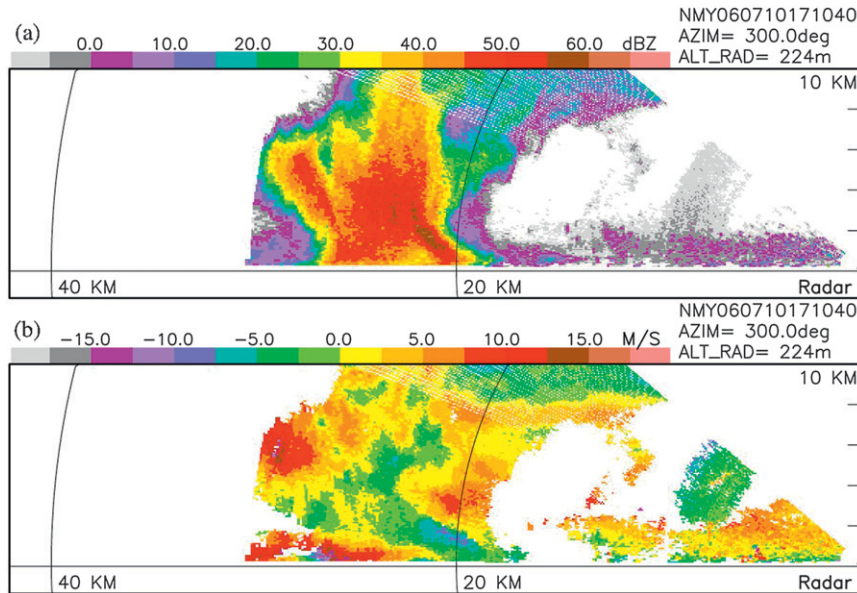 (a)
0.0 10.0 20.0 30.0 40.0 50.0 60.0 dBZ
NMY060710171040
AZIM= 300.0deg
ALT_RAD= 224m
10 KM
40 KM 20 KM Radar
(b)
-15.0 -10.0 -5.0 0.0 5.0 10.0 15.0 M/S
NMY060710171040
AZIM= 300.0deg
ALT_RAD= 224m
10 KM
40 KM 20 KM Radar